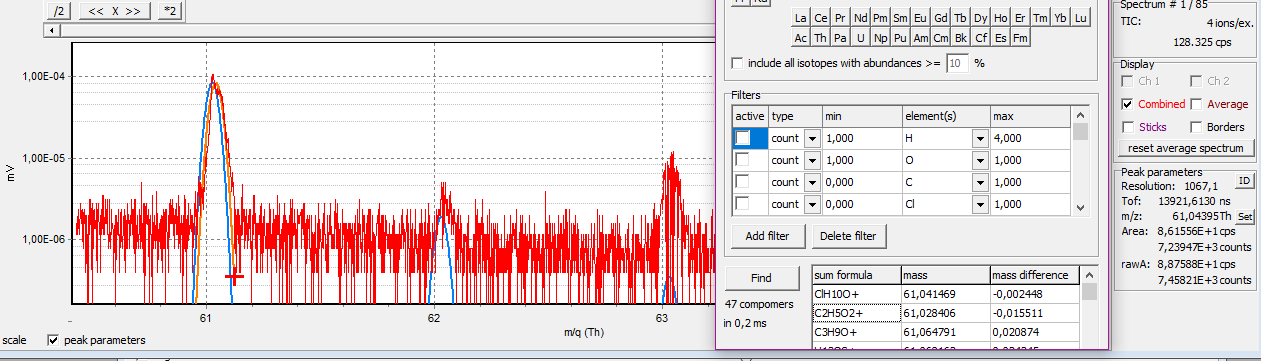 /2
<< X >>
*2
1,00E-04
1,00E-05
1,00E-06
mV
61
62
63
m/q (Th)
scale
peak parameters
La Ce Pr Nd Pm Sm Eu Gd Tb Dy Ho Er Tm Yb Lu
Ac Th Pa U Np Pu Am Cm Bk Cf Es Fm
include all isotopes with abundances >= 10 %
Filters
active type min element(s) max
count 1,000 H 4,000
count 1,000 O 1,000
count 0,000 C 1,000
count 0,000 Cl 1,000
Add filter
Delete filter
Find
47 compomers
in 0,2 ms
sum formula mass mass difference
ClH10O+ 61,041469 -0,002448
C2H5O2+ 61,028406 -0,015511
C3H9O+ 61,064791 0,020874
Spectrum # 1 / 85
TIC: 4 ions/ex.
128.325 cps
Display
Ch 1 Ch 2
Combined Average
Sticks Borders
reset average spectrum
Peak parameters
Resolution: 1067,1 ID
Tof: 13921,6130 ns
m/z: 61,04395Th Set
Area: 8,61556E+1 cps
7,23947E+3 counts
rawA: 8,87588E+1 cps
7,45821E+3 counts